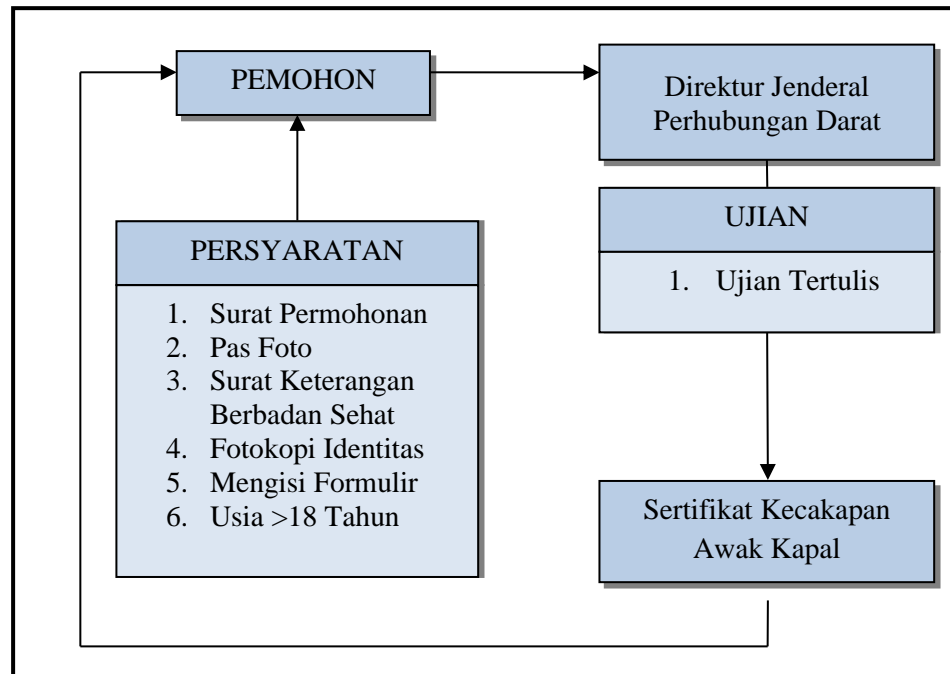 PEMOHON
Direktur Jenderal
Perhubungan Darat
PERSYARATAN
1. Surat Permohonan
2. Pas Foto
3. Surat Keterangan
Berbadan Sehat
4. Fotokopi Identitas
5. Mengisi Formulir
6. Usia >18 Tahun
UJIAN
1. Ujian Tertulis
Sertifikat Kecakapan
Awak Kapal